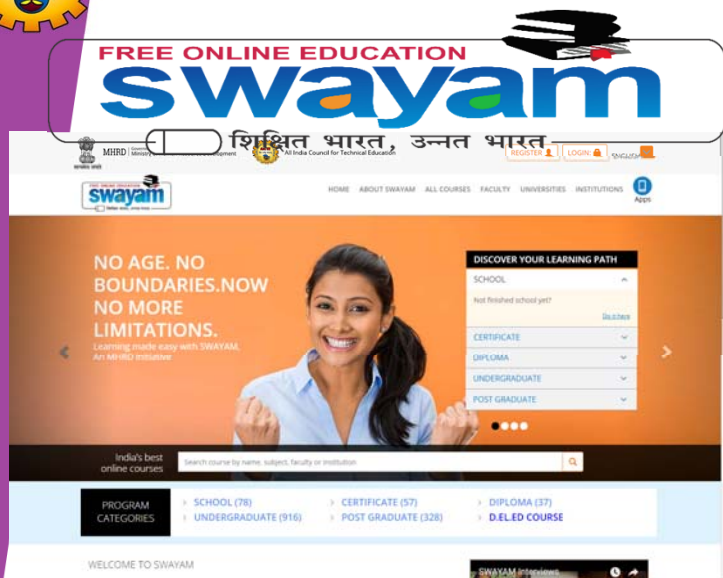 FREE ONLINE EDUCATION
swayam
शिक्षित भारत, उन्नत भारत
MHRD
All India Council for Technical Education
REGISTER
LOGIN
ENGLISH
swayam
HOME ABOUT SWAYAM ALL COURSES FACULTY UNIVERSITIES INSTITUTIONS
Apps
NO AGE. NO
BOUNDARIES.NOW
NO MORE
LIMITATIONS.
Learning made easy with SWAYAM,
An MHRD Initiative
DISCOVER YOUR LEARNING PATH
SCHOOL
Not finished school yet?
CERTIFICATE
DIPLOMA
UNDERGRADUATE
POST GRADUATE
India's best
online courses
Search course by name, subject, faculty or institution
PROGRAM
CATEGORIES
SCHOOL (78)
CERTIFICATE (57)
DIPLOMA (37)
UNDERGRADUATE (916)
POST GRADUATE (328)
D.EL.ED COURSE
WELCOME TO SWAYAM
SWAYAM Interviews